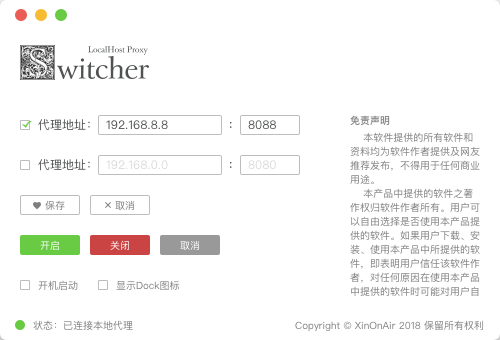 LocalHost Proxy
Switcher
代理地址: 192.168.8.8 : 8088
代理地址: 192.168.0.0 : 8080
保存 取消
开启 关闭 取消
开机启动 显示Dock图标
免责声明
本软件提供的所有软件和
资料均为软件作者提供及网友
推荐发布，不得用于任何商业
用途。
本产品中提供的软件之著
作权归软件作者所有。用户可
以自由选择是否使用本产品提
供的软件。如果用户下载、安
装、使用本产品中所提供的软
件，即表明用户信任该软件作
者，对任何原因在使用本产品
中提供的软件时可能对用户自
状态：已连接本地代理
Copyright © XinOnAir 2018 保留所有权利